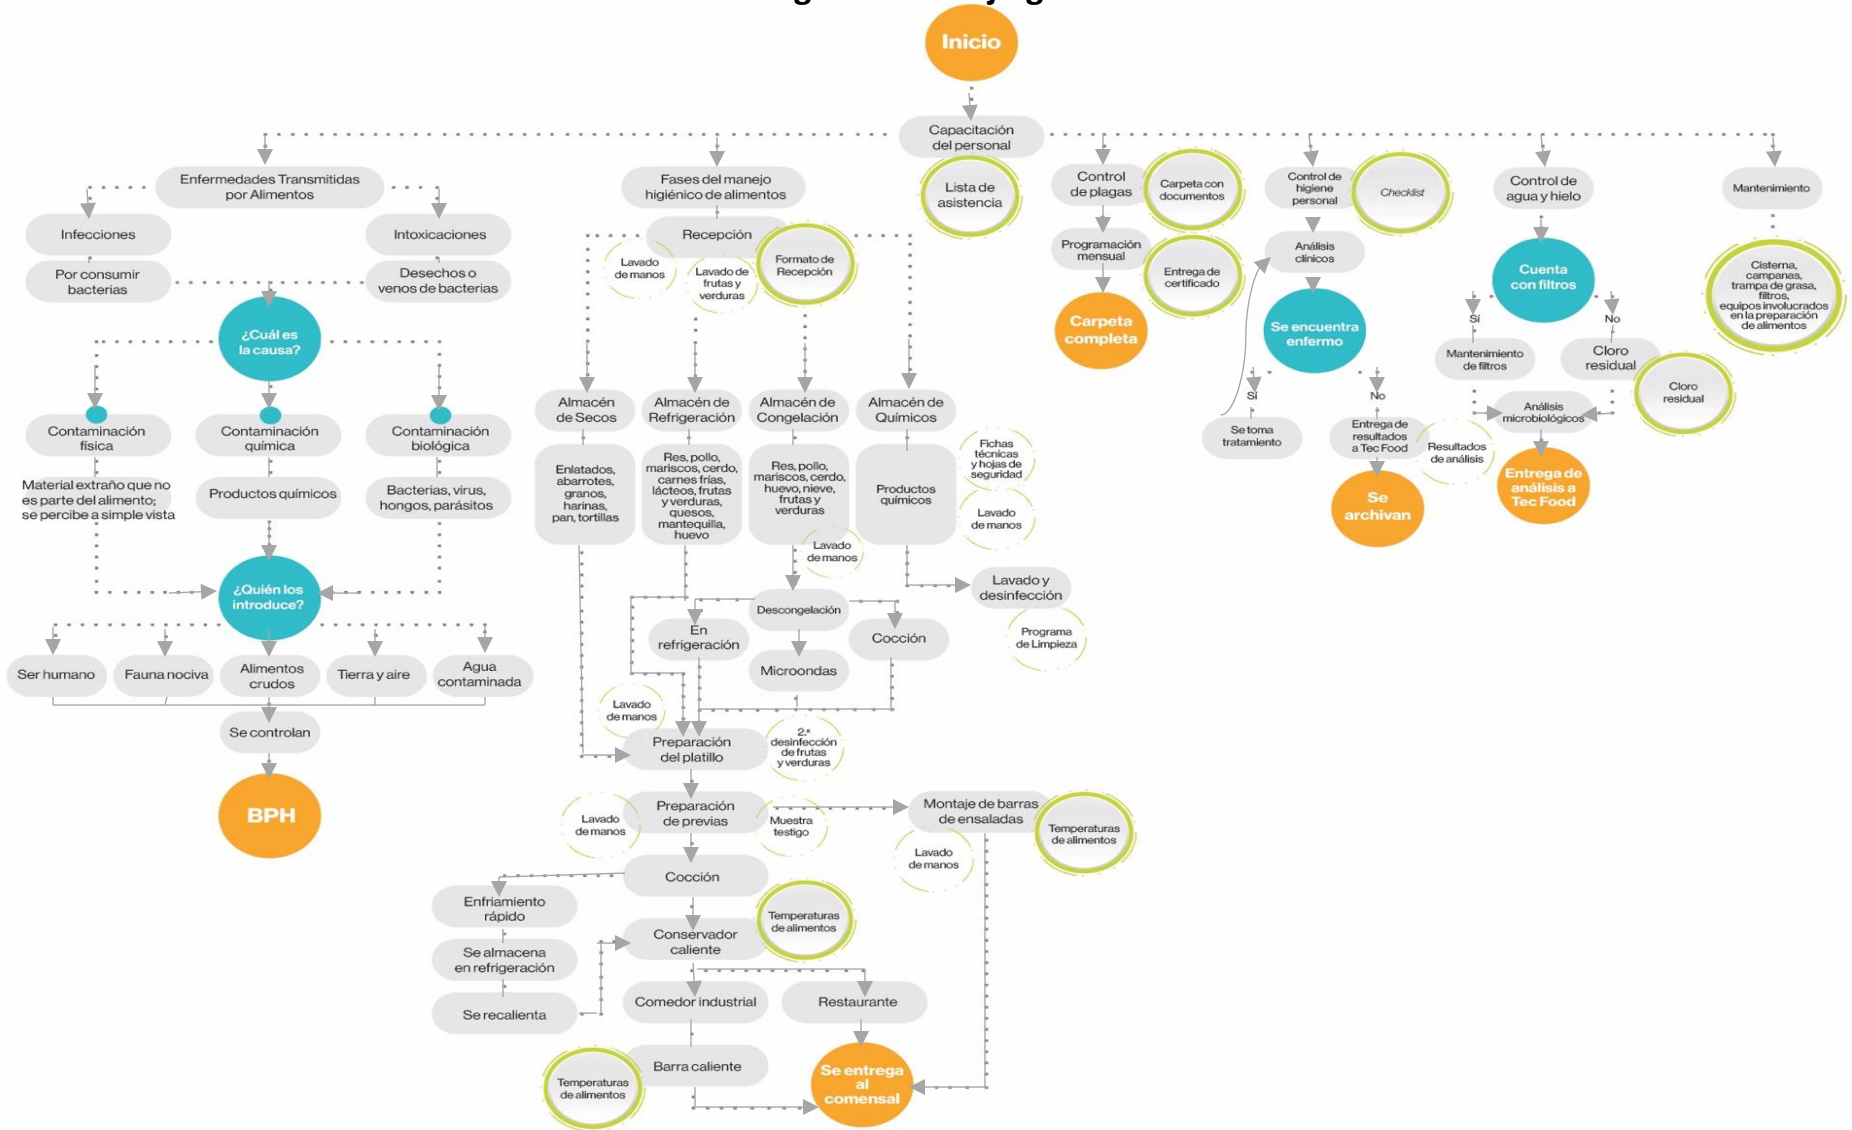 Inicio
Capacitación
del personal
Lista de
asistencia
Enfermedades Transmitidas
por Alimentos
Infecciones
Por consumir
bacterias
Intoxicaciones
Desechos o
venos de bacterias
¿Cuál es
la causa?
Contaminación
física
Contaminación
química
Contaminación
biológica
Material extraño que no
es parte del alimento;
se percibe a simple vista
Productos químicos
Bacterias, virus,
hongos, parásitos
¿Quién los
introduce?
Ser humano
Fauna nociva
Alimentos
crudos
Tierra y aire
Agua
contaminada
Se controlan
BPH
Fases del manejo
higiénico de alimentos
Recepción
Lavado
de manos
Lavado de
frutas y
verduras
Formato de
Recepción
Almacén
de Secos
Almacén de
Refrigeración
Almacén de
Congelación
Almacén de
Químicos
Enlatados,
abarrotes,
granos,
harinas,
pan, tortillas
Res, pollo,
mariscos, cerdo,
carnes frías,
lácteos, frutas
y verduras,
quesos,
mantequilla,
huevo
Res, pollo,
mariscos, cerdo,
huevo, nieve,
frutas y
verduras
Productos
químicos
Fichas
técnicas
y hojas de
seguridad
Lavado
de manos
Lavado
de manos
Lavado y
desinfección
Programa
de Limpieza
Descongelación
En
refrigeración
Microondas
Cocción
Lavado
de manos
Preparación
del platillo
2.ª
desinfección
de frutas
y verduras
Lavado
de manos
Preparación
de previas
Muestra
testigo
Montaje de barras
de ensaladas
Temperaturas
de alimentos
Lavado
de manos
Cocción
Enfriamiento
rápido
Se almacena
en refrigeración
Se recalienta
Conservador
caliente
Temperaturas
de alimentos
Comedor industrial
Restaurante
Barra caliente
Temperaturas
de alimentos
Se entrega
al
comensal
Control
de plagas
Carpeta con
documentos
Programación
mensual
Entrega de
certificado
Carpeta
completa
Control de
higiene
personal
Checklist
Análisis
clínicos
Se encuentra
enfermo
Sí
No
Se toma
tratamiento
Entrega de
resultados
a Tec Food
Resultados
de análisis
Se
archivan
Control de
agua y hielo
Cuenta
con filtros
Sí
No
Mantenimiento
de filtros
Cloro
residual
Cloro
residual
Análisis
microbiológicos
Entrega de
análisis a
Tec Food
Mantenimiento
Cisterna,
campanas,
trampa de grasa,
filtros,
equipos involucrados
en la preparación
de alimentos